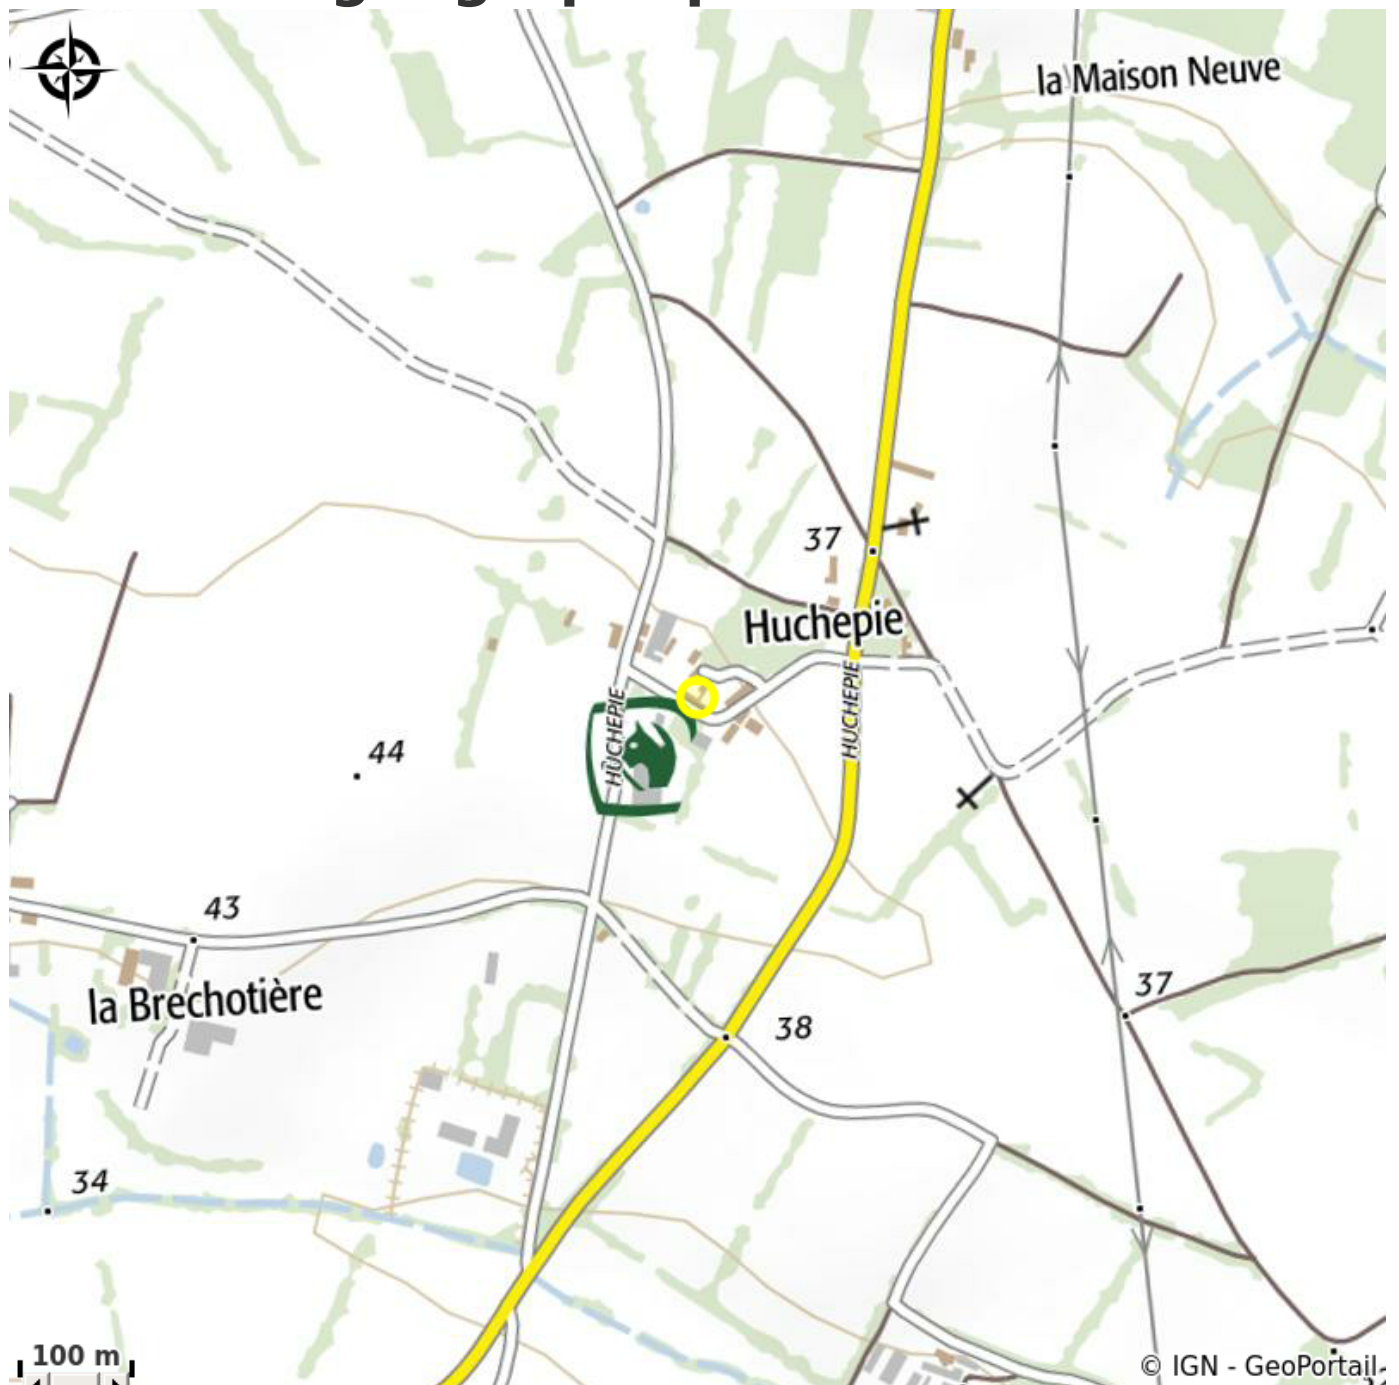 la Maison Neuve
37
Huchepie
HUCHEPIE
HUCHEPIE
44
43
la Brechotière
37
38
34
100 m
© IGN - GeoPortail